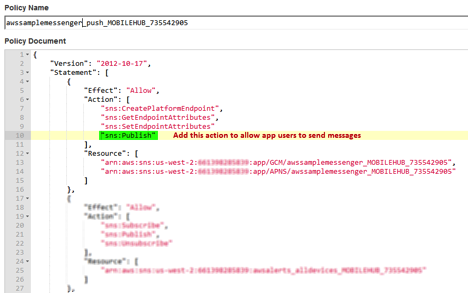 Policy Name
awssamplemessenger_push_MOBILEHUB_735542905
Policy Document
1 {
2 "Version": "2012-10-17",
3 "Statement": [
4 {
5 "Effect": "Allow",
6 "Action": [
7 "sns:CreatePlatformEndpoint",
8 "sns:GetEndpointAttributes",
9 "sns:SetEndpointAttributes"
10 "sns:Publish" Add this action to allow app users to send messages
11 ],
12 "Resource": [
13 "arn:aws:sns:us-west-2: :app/GCM/awssamplemessenger_MOBILEHUB_735542905",
14 "arn:aws:sns:us-west-2: :app/APNS/awssamplemessenger_MOBILEHUB_735542905"
15 ]
16 },
17 {
18 "Effect": "Allow",
19 "Action": [
20 "sns:Subscribe",
21 "sns:Publish",
22 "sns:Unsubscribe"
23 ],
24 "Resource": [
25 "arn:aws:sns:us-west-2: :awsalerts_alldevices_MOBILEHUB_735542905"
26 ]
27 },